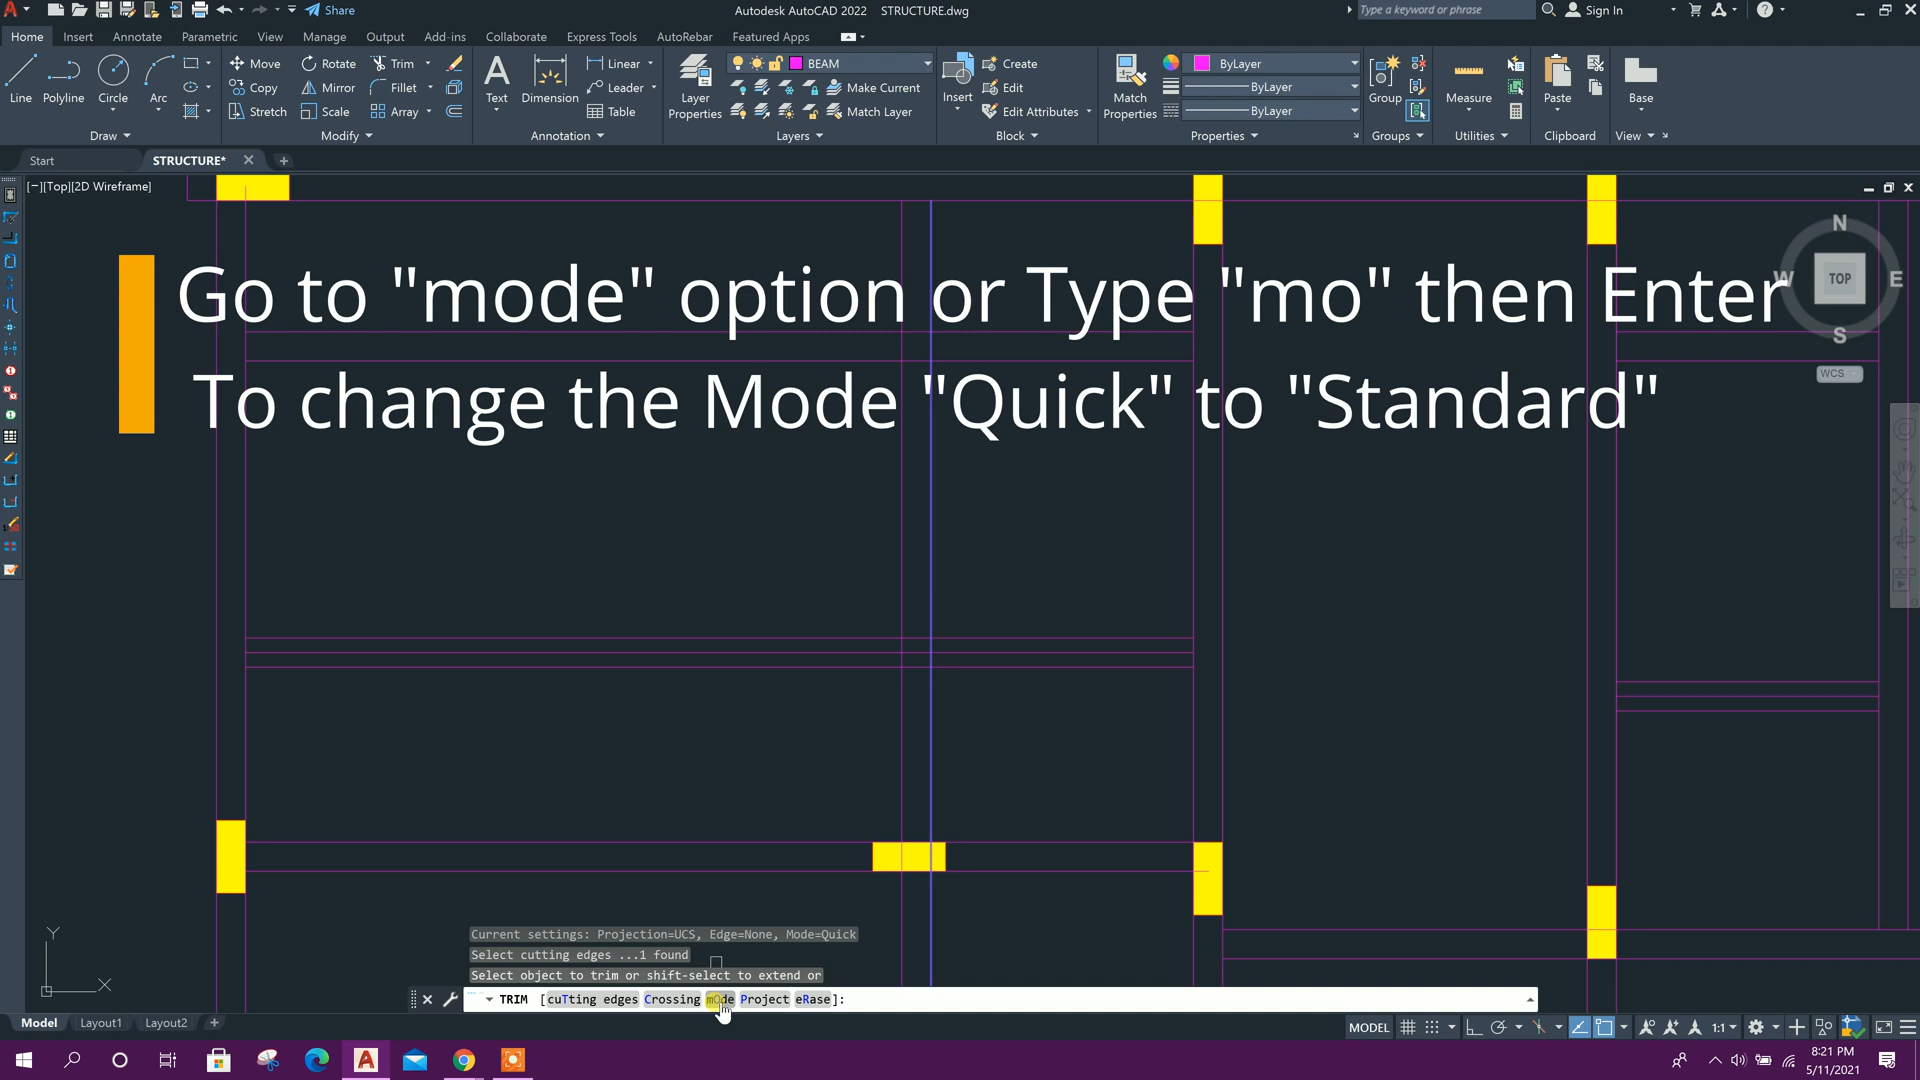 Autodesk AutoCAD 2022 STRUCTURE.dwg
Share
Type a keyword or phrase
Sign In
Home Insert Annotate Parametric View Manage Output Add-ins Collaborate Express Tools AutoRebar Featured Apps
Line Polyline Circle Arc
Draw
Move Rotate Trim
Copy Mirror Fillet
Stretch Scale Array
Modify
Text Dimension
Linear
Leader
Table
Annotation
Layer Properties
BEAM
Make Current
Match Layer
Layers
Insert
Create
Edit
Edit Attributes
Block
Match Properties
ByLayer
ByLayer
ByLayer
Properties
Group
Groups
Measure
Utilities
Paste
Clipboard
Base
View
Start STRUCTURE*
[−][Top][2D Wireframe]
Go to "mode" option or Type "mo" then Enter
To change the Mode "Quick" to "Standard"
N
W TOP E
S
WCS
Y
X
Current settings: Projection=UCS, Edge=None, Mode=Quick
Select cutting edges ...1 found
Select object to trim or shift-select to extend or
TRIM [cuTting edges Crossing mOde Project eRase]:
Model Layout1 Layout2
MODEL 1:1
8:21 PM
5/11/2021